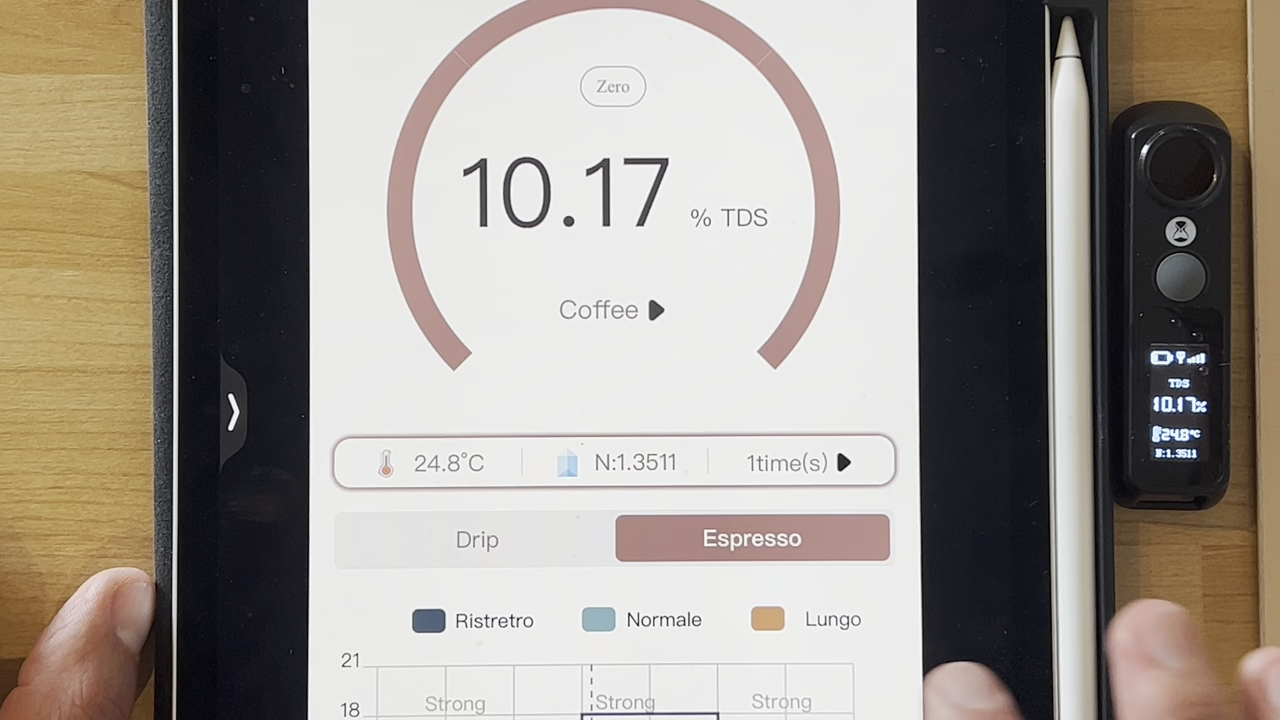 Zero
10.17 % TDS
Coffee
24.8°C N:1.3511 1time(s)
Drip Espresso
Ristretro Normale Lungo
21
Strong Strong Strong
18
TDS
10.17%
24.8°C
N:1.3511